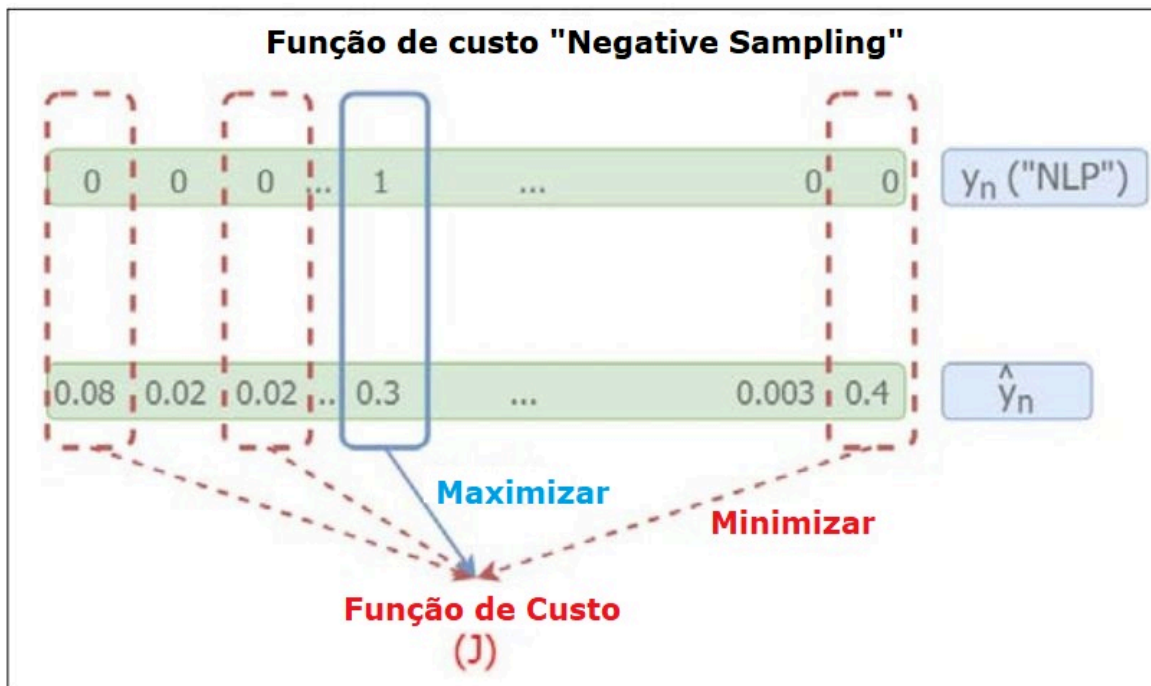 Função de custo "Negative Sampling"
0 0 0 ... 1 ... 0 0 yₙ ("NLP")
0.08 0.02 0.02 .. 0.3 ... 0.003 0.4 ŷₙ
Maximizar
Minimizar
Função de Custo
(J)